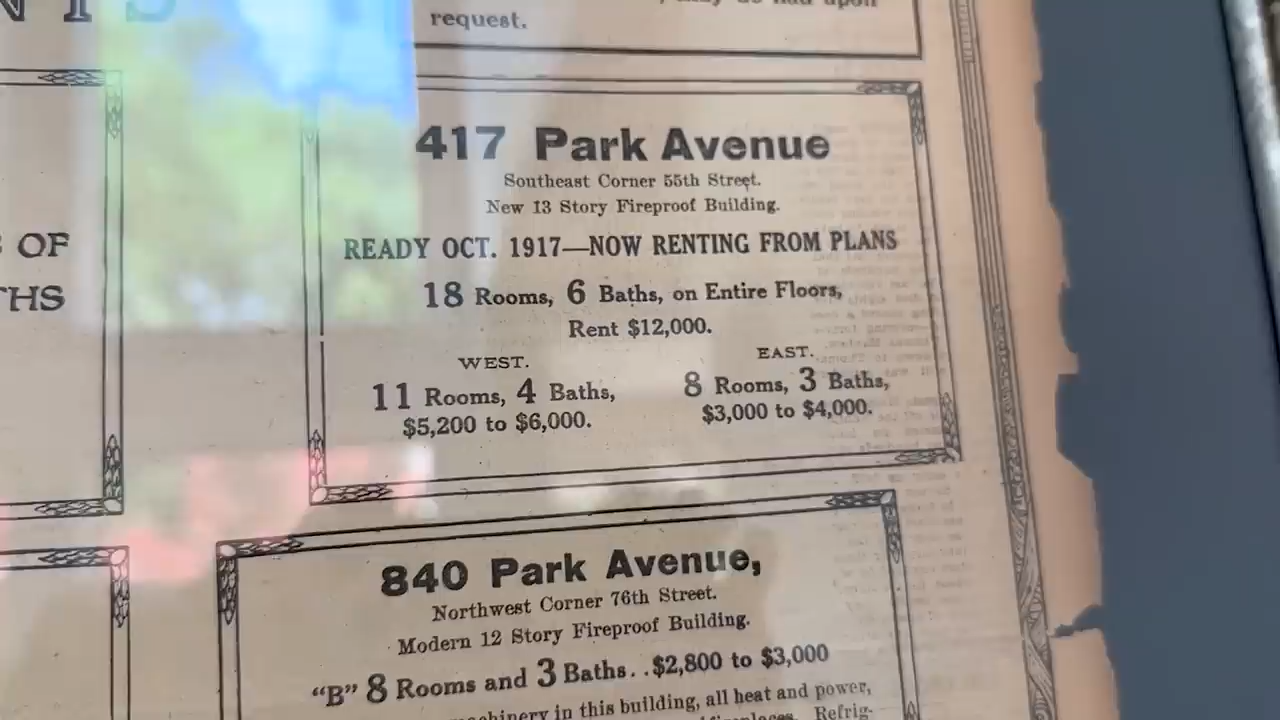 request.
OF
THS
417 Park Avenue
Southeast Corner 55th Street.
New 13 Story Fireproof Building.
READY OCT. 1917—NOW RENTING FROM PLANS
18 Rooms, 6 Baths, on Entire Floors,
Rent $12,000.
WEST.
11 Rooms, 4 Baths,
$5,200 to $6,000.
EAST.
8 Rooms, 3 Baths,
$3,000 to $4,000.
840 Park Avenue,
Northwest Corner 76th Street.
Modern 12 Story Fireproof Building.
"B" 8 Rooms and 3 Baths..$2,800 to $3,000
in this building, all heat and power,
Refrig-